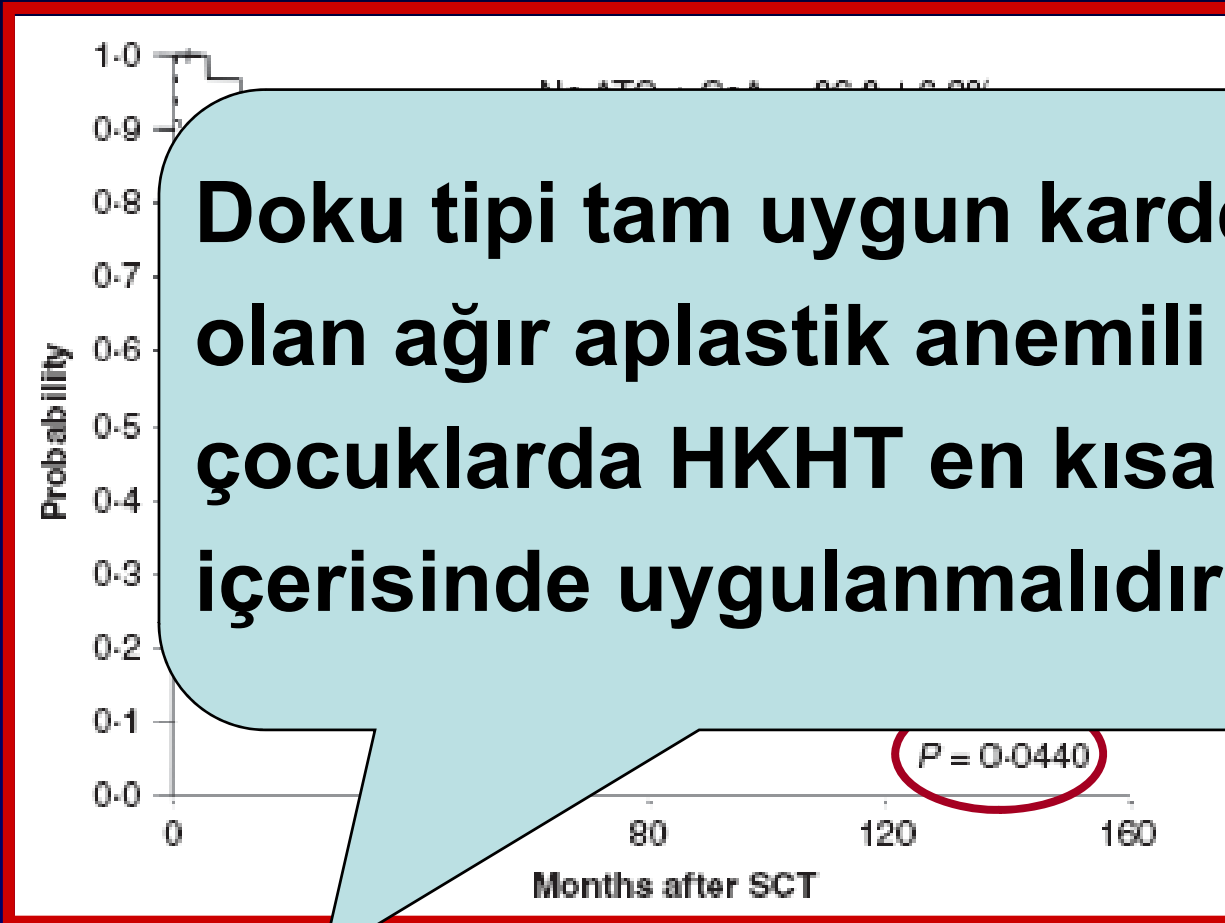 1·0
0·9
0·8
0·7
0·6
0·5
0·4
0·3
0·2
0·1
0·0
Probability
Doku tipi tam uygun
olan ağır aplastik anemili
çocuklarda HKHT en kısa
içerisinde uygulanmalıdır
P = 0·0440
0 80 120 160
Months after SCT